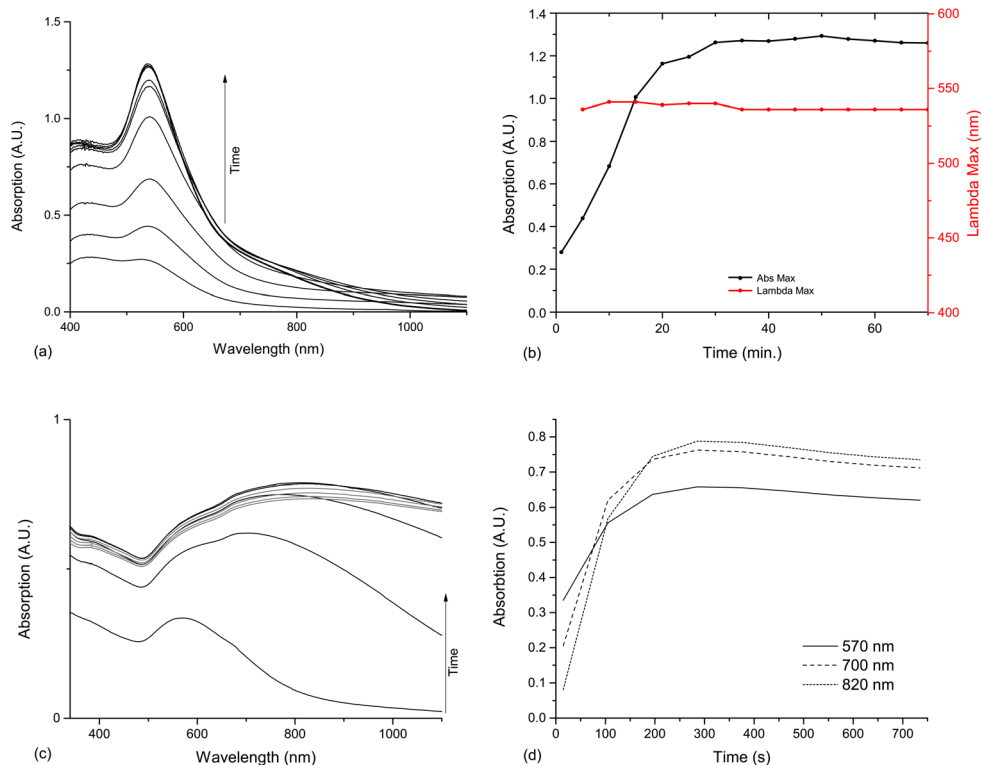 1.5
1.0
0.5
0.0
400
600
800
1000
Absorption (A.U.)
Wavelength (nm)
Time
(a)
1.4
1.2
1.0
0.8
0.6
0.4
0.2
0.0
0
20
40
60
600
550
500
450
400
Absorption (A.U.)
Lambda Max (nm)
Abs Max
Lambda Max
Time (min.)
(b)
1
0
0
400
600
800
1000
Absorption (A.U.)
Wavelength (nm)
Time
(c)
0.8
0.7
0.6
0.5
0.4
0.3
0.2
0.1
0.0
0
100
200
300
400
500
600
700
Absorbtion (A.U.)
570 nm
700 nm
820 nm
Time (s)
(d)